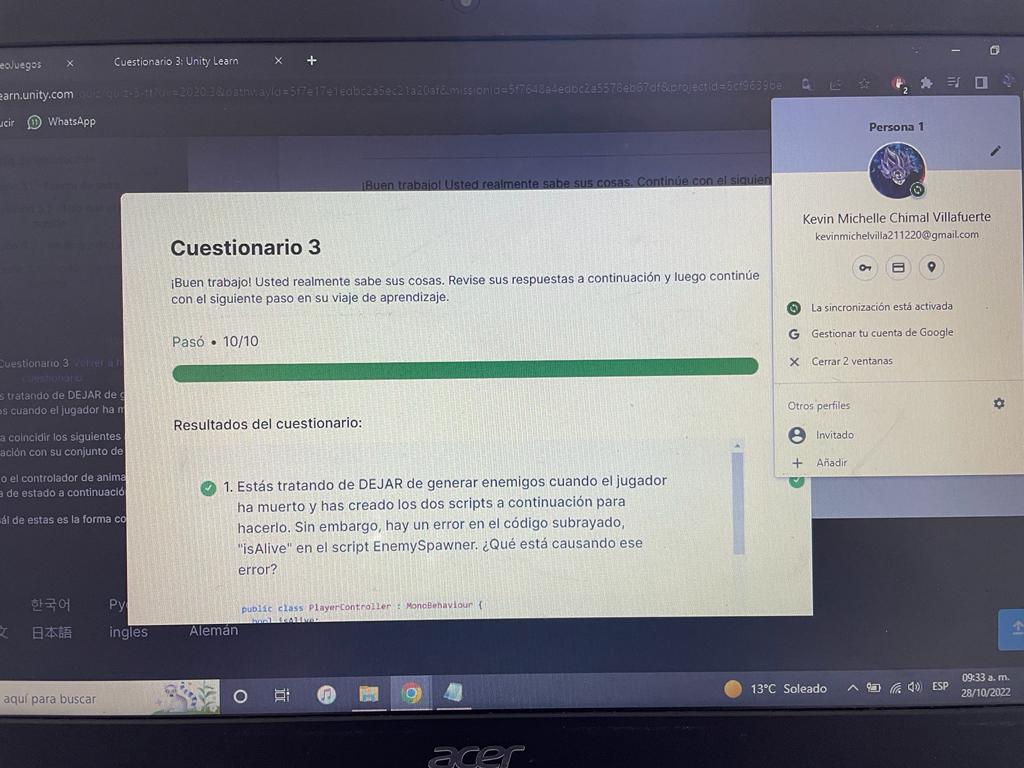 eoJuegos
Cuestionario 3: Unity Learn
earn.unity.com
ucir
WhatsApp
2
¡Buen trabajo! Usted realmente sabe sus cosas. Continúe con el siguien
Persona 1
Kevin Michelle Chimal Villafuerte
kevinmichelvilla211220@gmail.com
La sincronización está activada
Gestionar tu cuenta de Google
Cerrar 2 ventanas
Otros perfiles
Invitado
Añadir
Cuestionario 3
¡Buen trabajo! Usted realmente sabe sus cosas. Revise sus respuestas a continuación y luego continúe
con el siguiente paso en su viaje de aprendizaje.
Pasó • 10/10
Resultados del cuestionario:
1. Estás tratando de DEJAR de generar enemigos cuando el jugador
ha muerto y has creado los dos scripts a continuación para
hacerlo. Sin embargo, hay un error en el código subrayado,
"isAlive" en el script EnemySpawner. ¿Qué está causando ese
error?
public class PlayerController : MonoBehaviour {
bool isAlive;
Cuestionario 3 Volver a
cuestionario
s tratando de DEJAR de g
os cuando el jugador ha m
a coincidir los siguientes
ación con su conjunto de
o el controlador de anima
a de estado a continuació
ál de estas es la forma co
한국어
Py
文
日本語
ingles
Alemán
aquí para buscar
13°C Soleado
ESP
09:33 a. m.
28/10/2022
acer